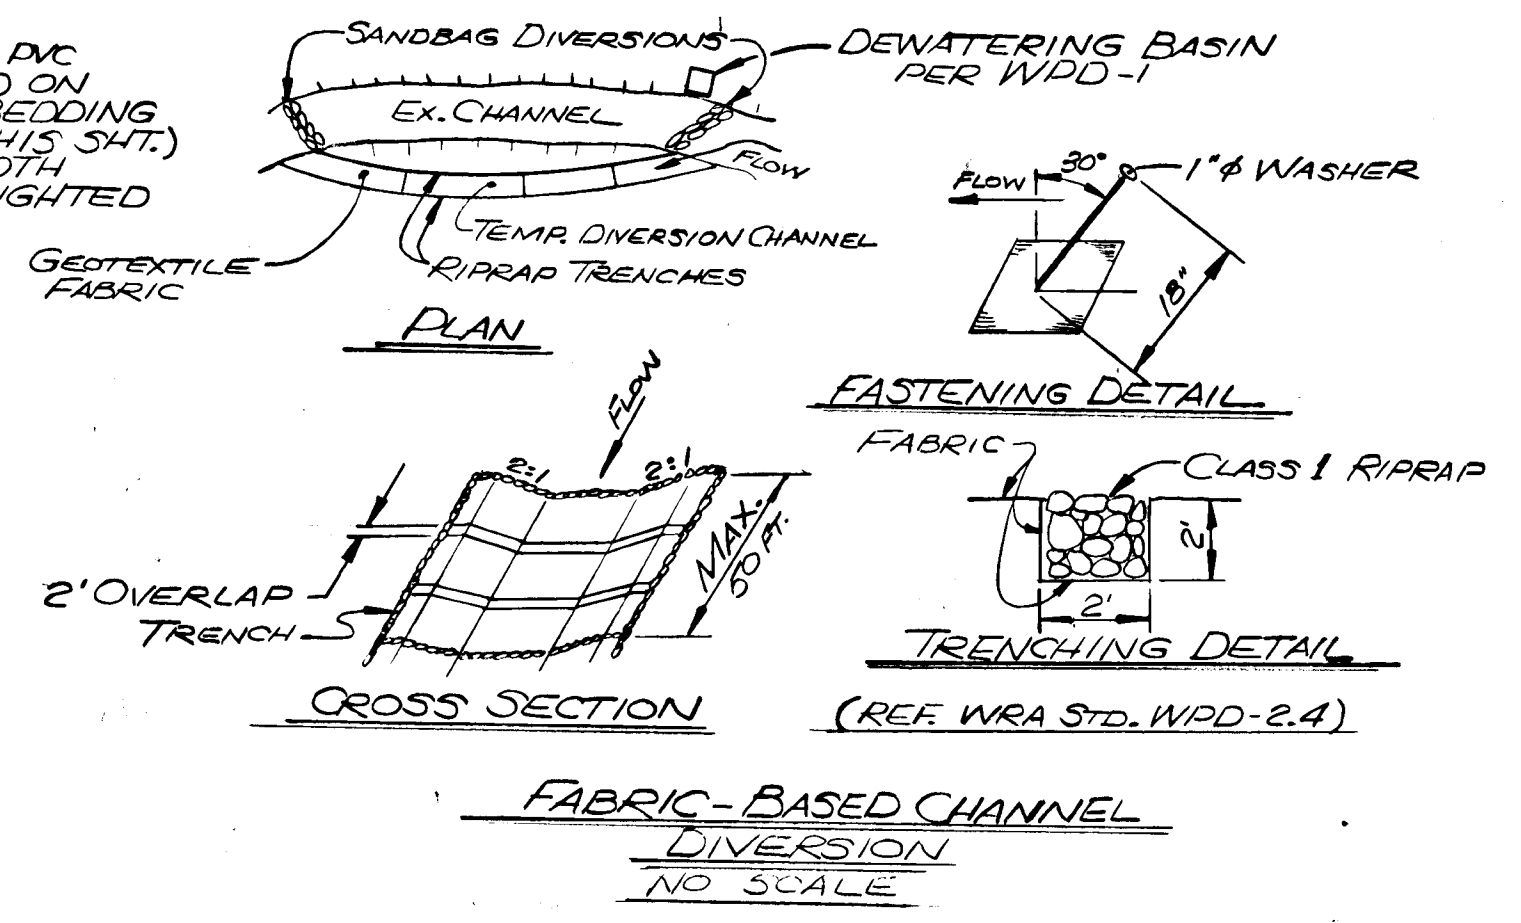 PVC
ON
BEDDING
THIS SHT.)
SANDBAG DIVERSIONS
EX. CHANNEL
DEWATERING BASIN
PER WPD-1
FLOW
TEMP. DIVERSION CHANNEL
RIPRAP TRENCHES
GEOTEXTILE
FABRIC
PLAN
FLOW
30°
1"φ WASHER
18"
FASTENING DETAIL
FLOW
2:1
2:1
MAX.
50 FT.
2' OVERLAP
TRENCH
CROSS SECTION
FABRIC
CLASS 1 RIPRAP
2'
2'
TRENCHING DETAIL
(REF. WRA STD. WPD-2.4)
FABRIC-BASED CHANNEL
DIVERSION
NO SCALE